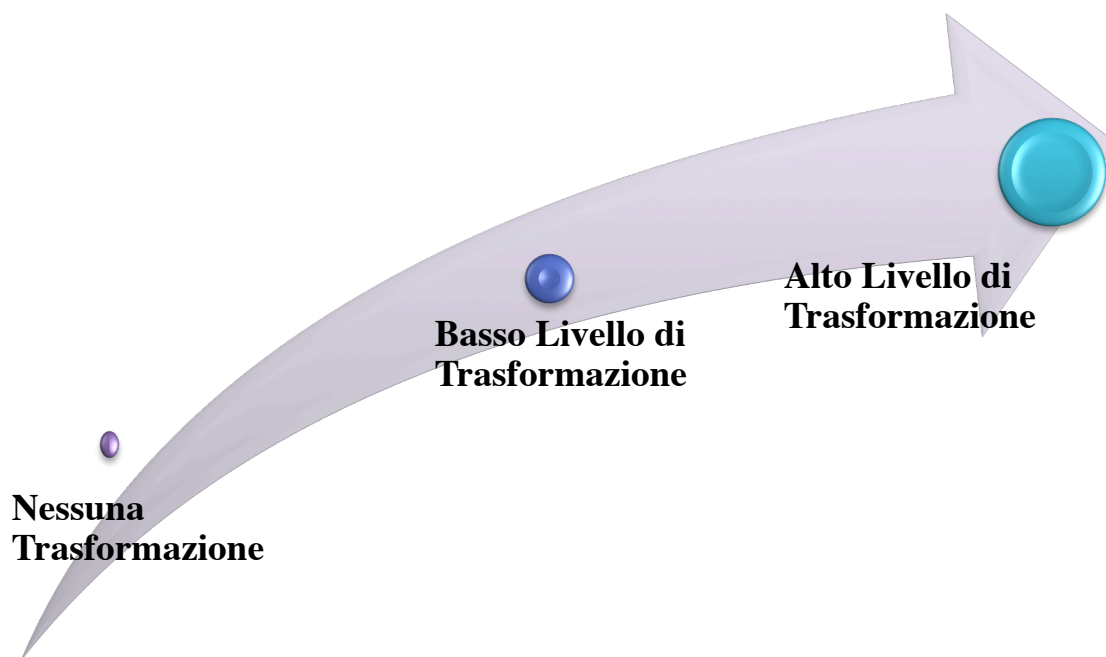 Alto Livello di
Trasformazione
Basso Livello di
Trasformazione
Nessuna
Trasformazione